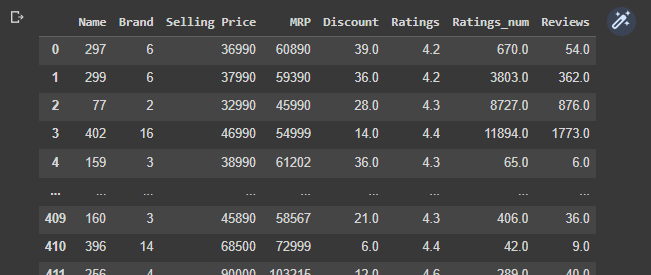 Name Brand Selling Price MRP Discount Ratings Ratings_num Reviews
0 297 6 36990 60890 39.0 4.2 670.0 54.0
1 299 6 37990 59390 36.0 4.2 3803.0 362.0
2 77 2 32990 45990 28.0 4.3 8727.0 876.0
3 402 16 46990 54999 14.0 4.4 11894.0 1773.0
4 159 3 38990 61202 36.0 4.3 65.0 6.0
... ... ... ... ... ... ... ... ...
409 160 3 45890 58567 21.0 4.3 406.0 36.0
410 396 14 68500 72999 6.0 4.4 42.0 9.0
411 256 4 90000 103215 12.0 4.6 289.0 40.0